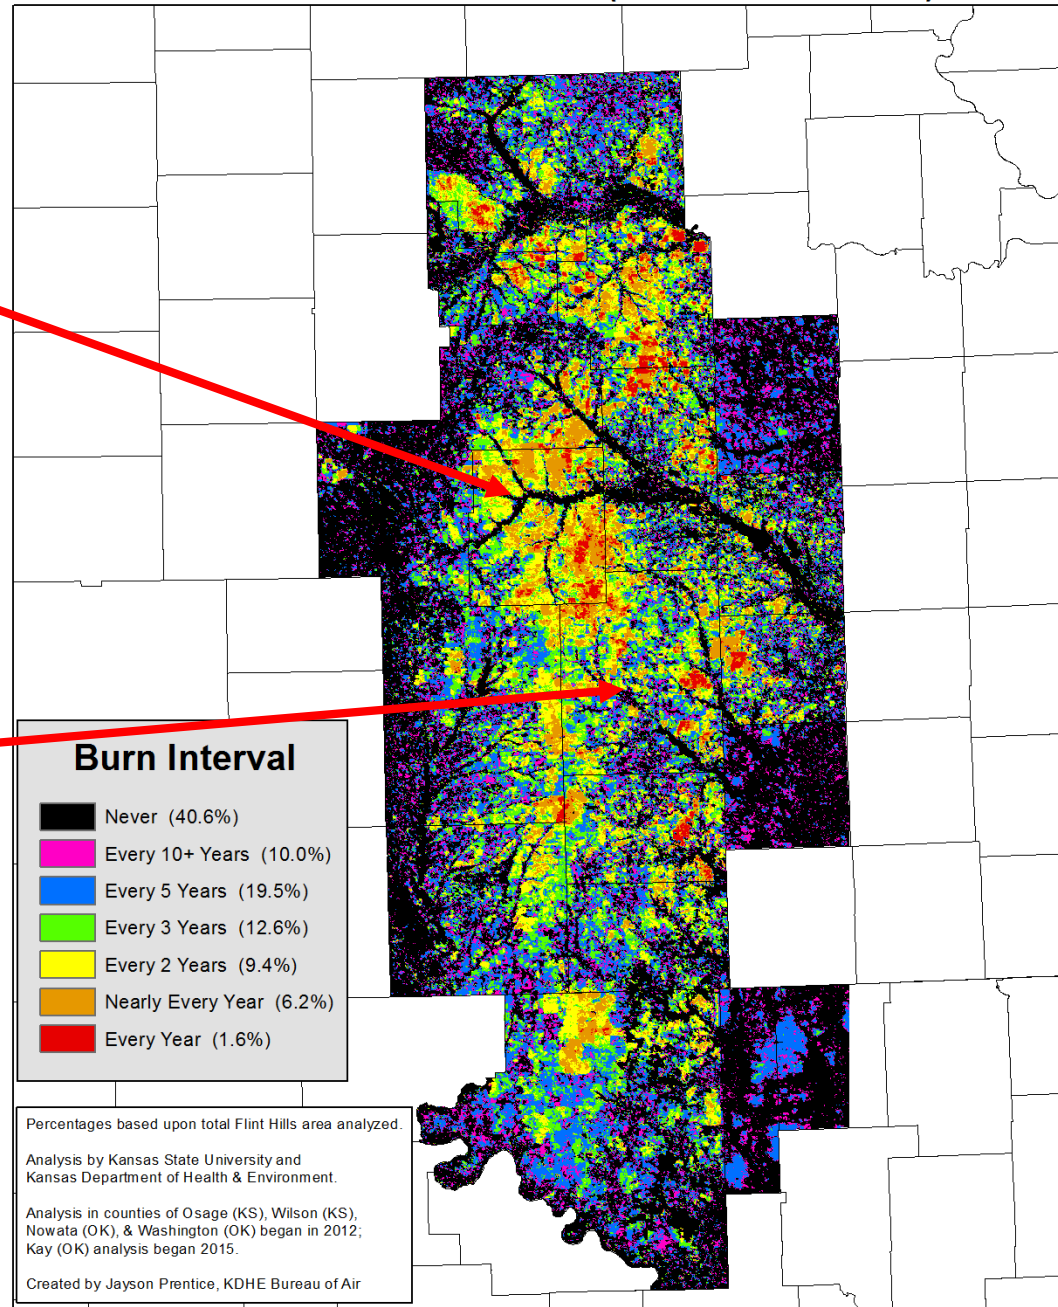 Burn Interval
Never (40.6%)
Every 10+ Years (10.0%)
Every 5 Years (19.5%)
Every 3 Years (12.6%)
Every 2 Years (9.4%)
Nearly Every Year (6.2%)
Every Year (1.6%)
Percentages based upon total Flint Hills area analyzed.
Analysis by Kansas State University and
Kansas Department of Health & Environment.
Analysis in counties of Osage (KS), Wilson (KS),
Nowata (OK), & Washington (OK) began in 2012;
Kay (OK) analysis began 2015.
Created by Jayson Prentice, KDHE Bureau of Air